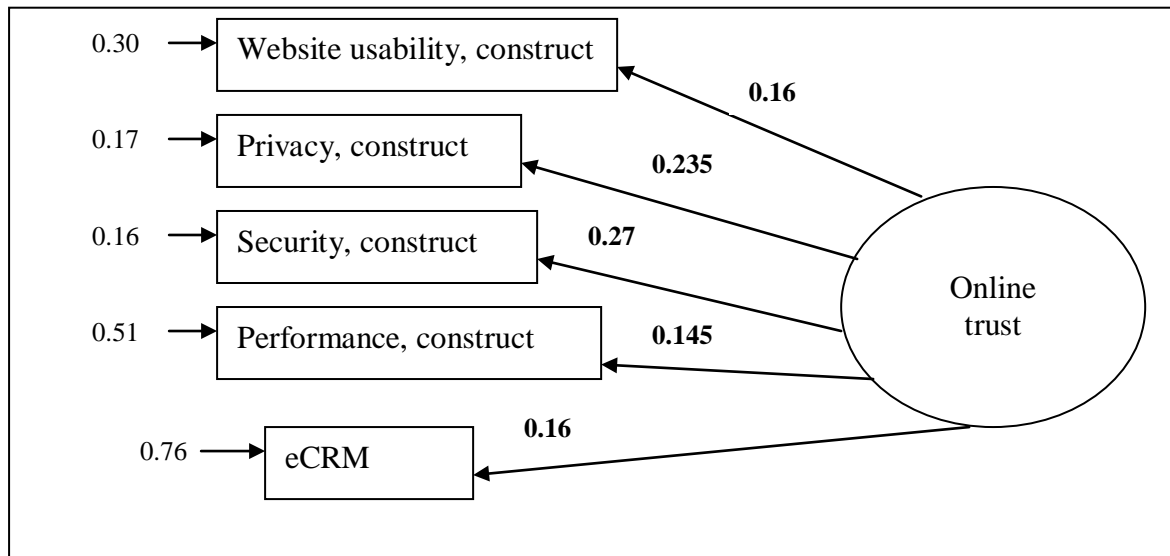 0.30
Website usability, construct
0.16
0.17
Privacy, construct
0.235
0.16
Security, construct
0.27
Online
trust
0.51
Performance, construct
0.145
0.76
eCRM
0.16